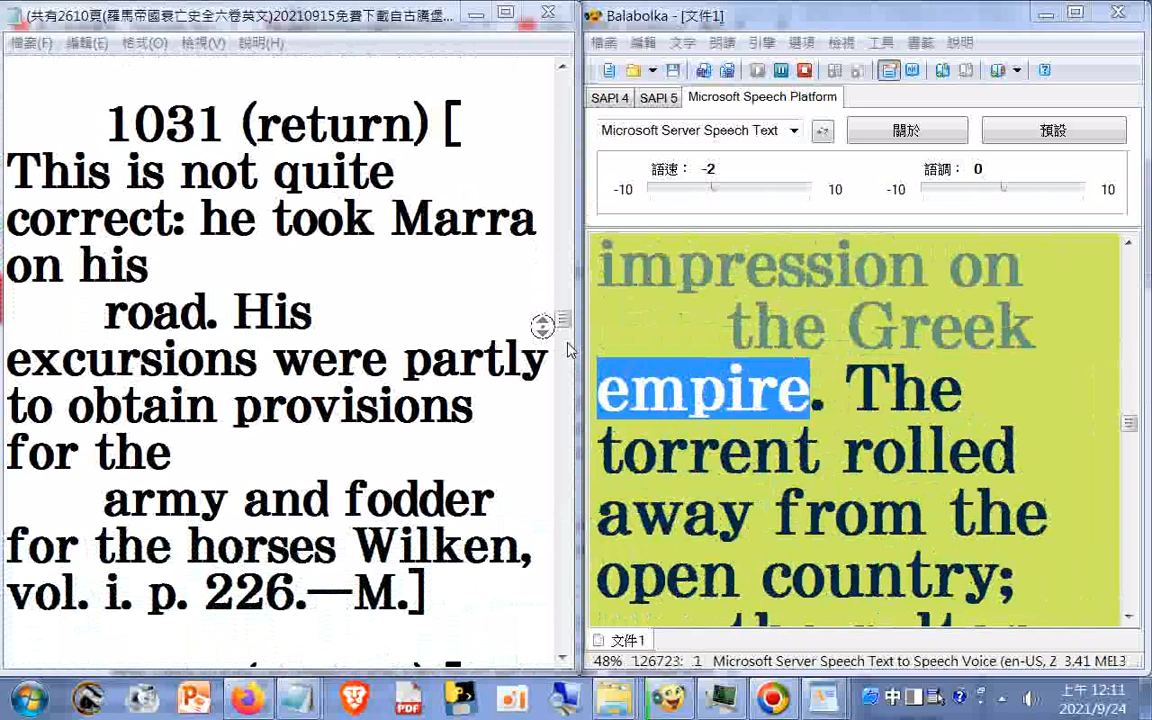 (共有2610頁(羅馬帝國衰亡史全六卷英文)20210915免費下載自古騰堡...
檔案(F) 編輯(E) 格式(O) 檢視(V) 說明(H)
1031 (return) [
This is not quite
correct: he took Marra
on his
road. His
excursions were partly
to obtain provisions
for the
army and fodder
for the horses Wilken,
vol. i. p. 226.—M.]
Balabolka - [文件1]
檔案 編輯 文字 朗讀 引擎 選項 檢視 工具 書籤 說明
SAPI 4 SAPI 5 Microsoft Speech Platform
Microsoft Server Speech Text 關於 預設
語速: -2 語調: 0
-10 10 -10 10
impression on
the Greek
empire. The
torrent rolled
away from the
open country;
文件1
48% 126723: 1 Microsoft Server Speech Text to Speech Voice (en-US, Z 3,41 ME
上午 12:11
2021/9/24